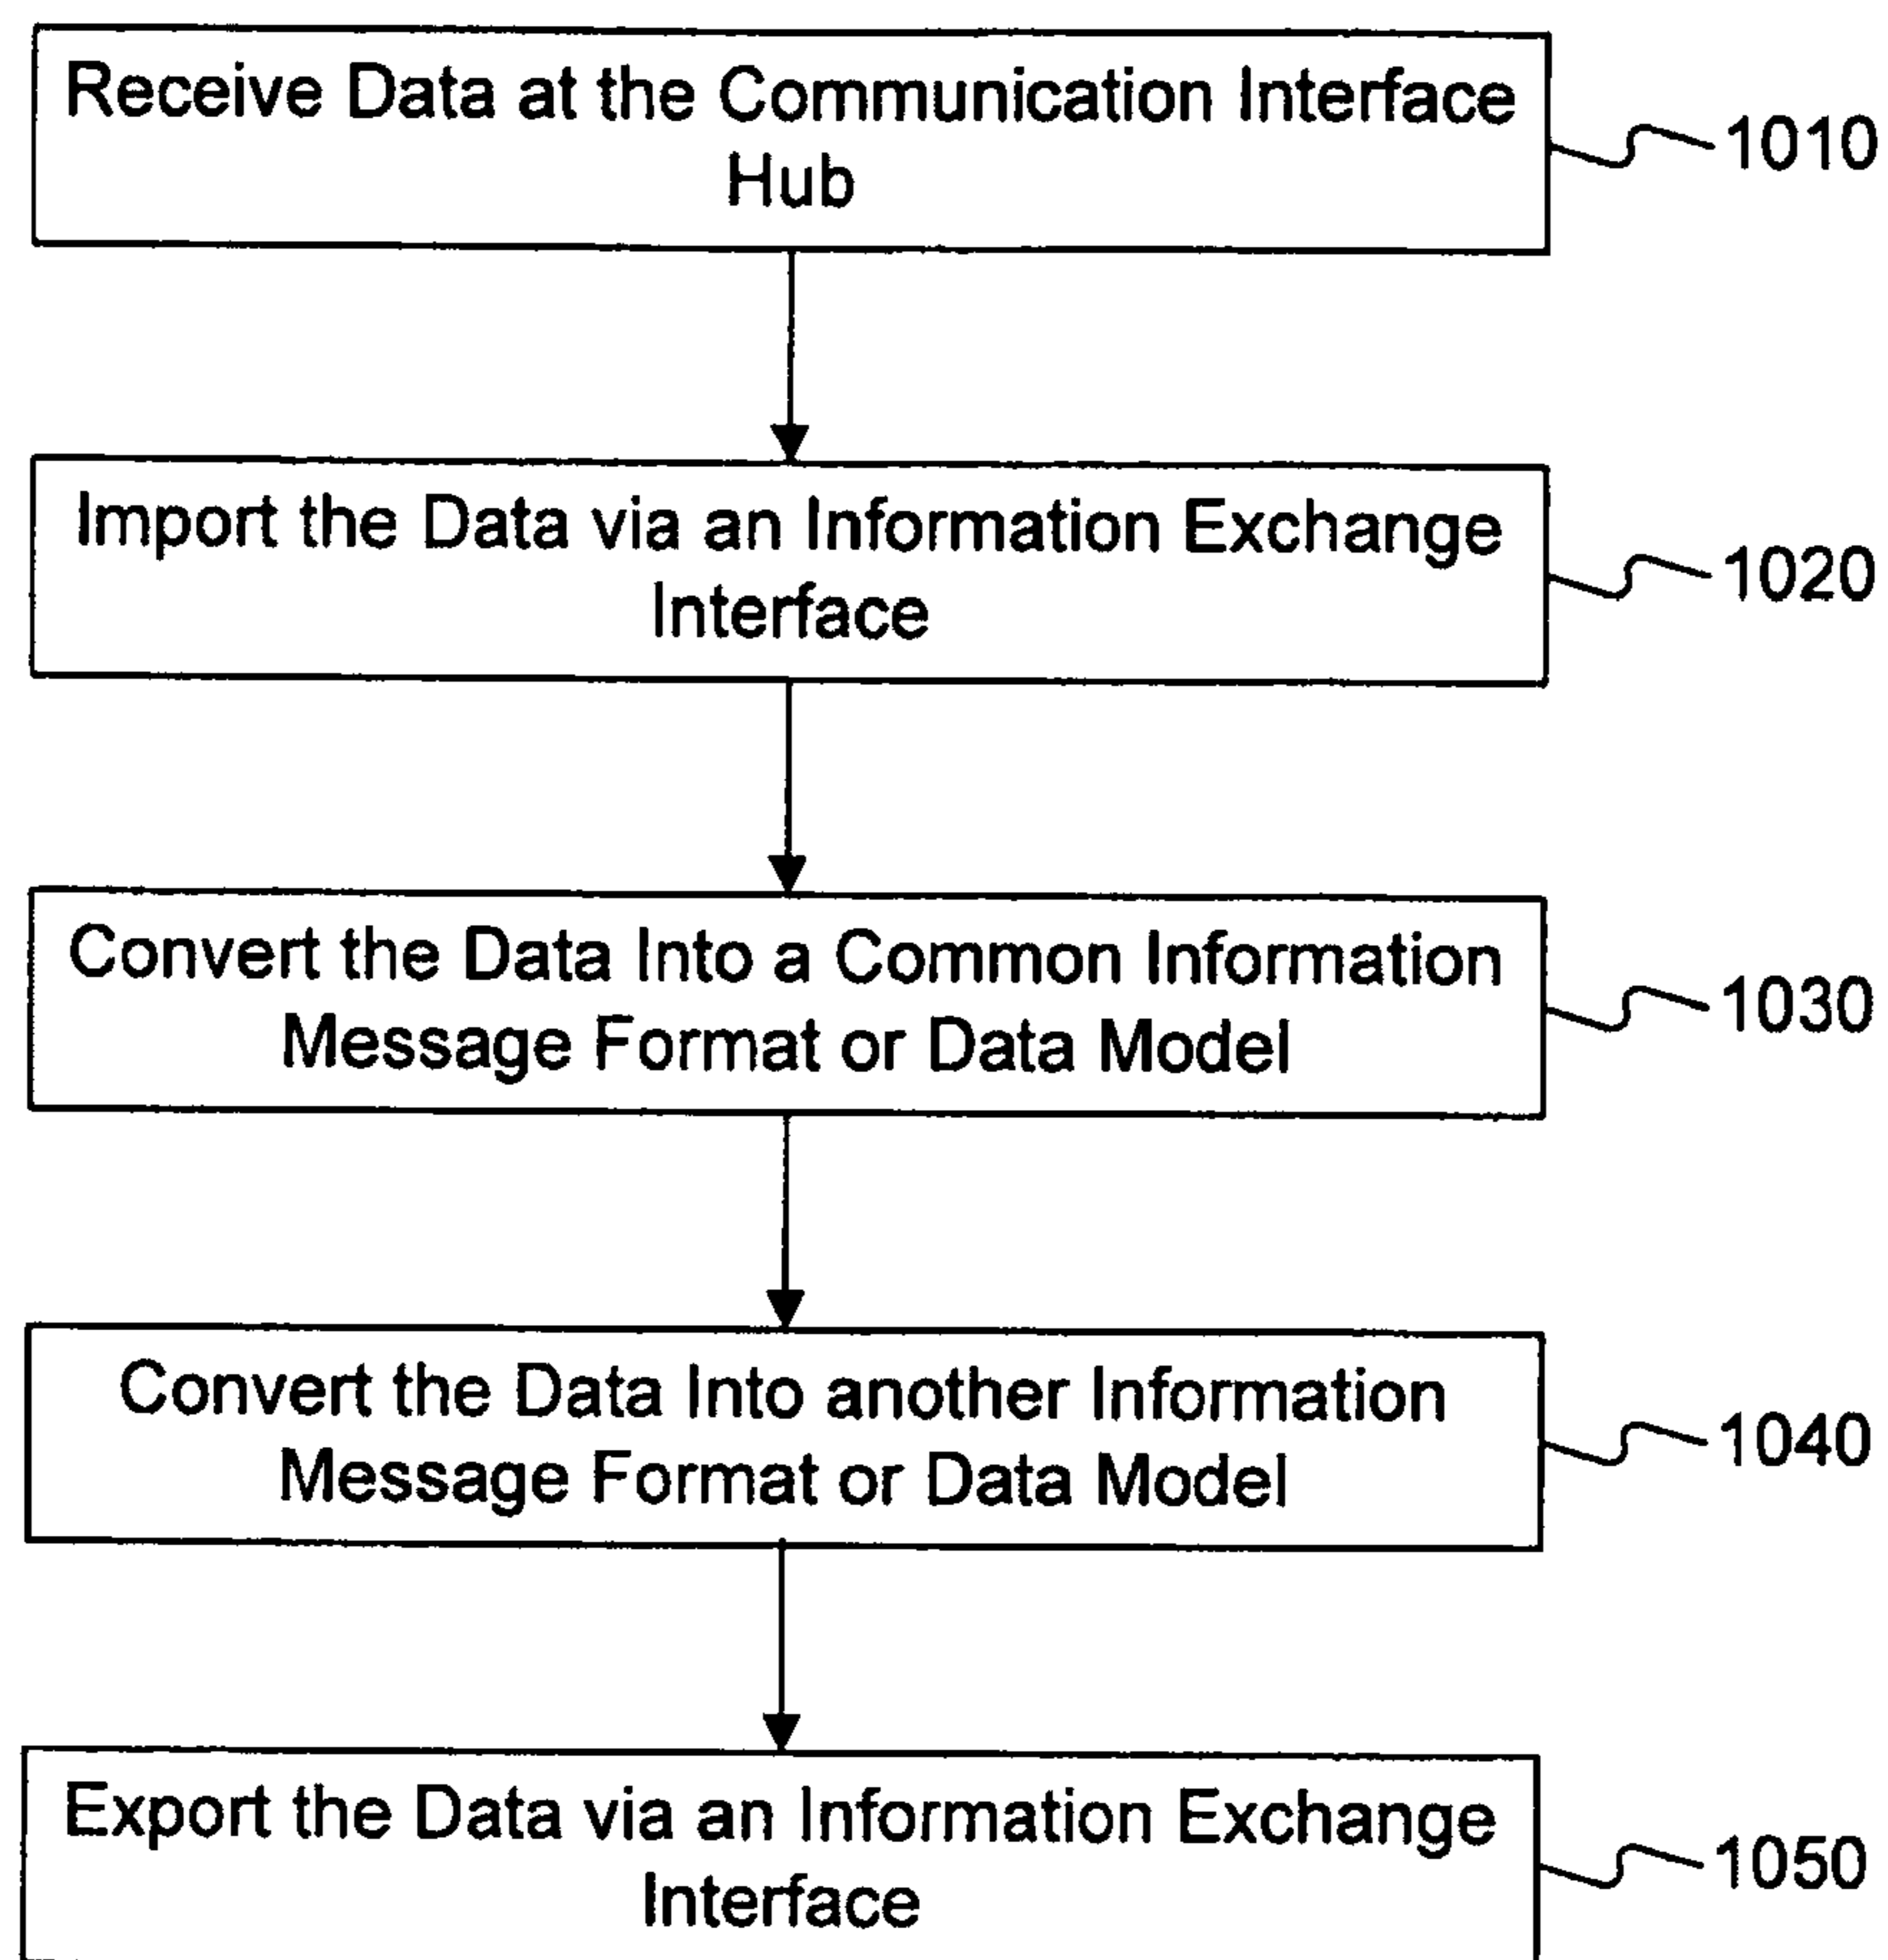 Receive Data at the Communication Interface
Hub
1010
Import the Data via an Information Exchange
Interface
1020
Convert the Data Into a Common Information
Message Format or Data Model
1030
Convert the Data Into another Information
Message Format or Data Model
1040
Export the Data via an Information Exchange
Interface
1050